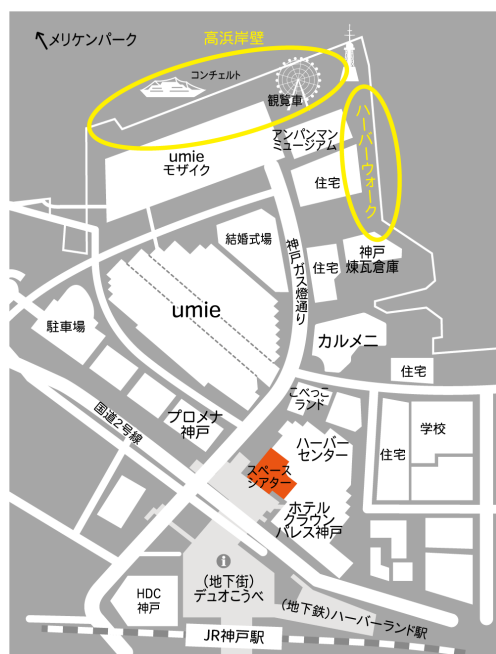 メリケンパーク
高浜岸壁
コンチェルト
観覧車
アンパンマン
ミュージアム
ハーバーウォーク
umie
モザイク
住宅
結婚式場
神戸ガス燈通り
住宅
神戸
煉瓦倉庫
umie
駐車場
カルメニ
住宅
こべっこ
ランド
プロメナ
神戸
国道2号線
ハーバー
センター
学校
住宅
スペース
シアター
ホテル
クラウン
パレス神戸
(地下街)
デュオこうべ
HDC
神戸
(地下鉄)ハーバーランド駅
JR神戸駅